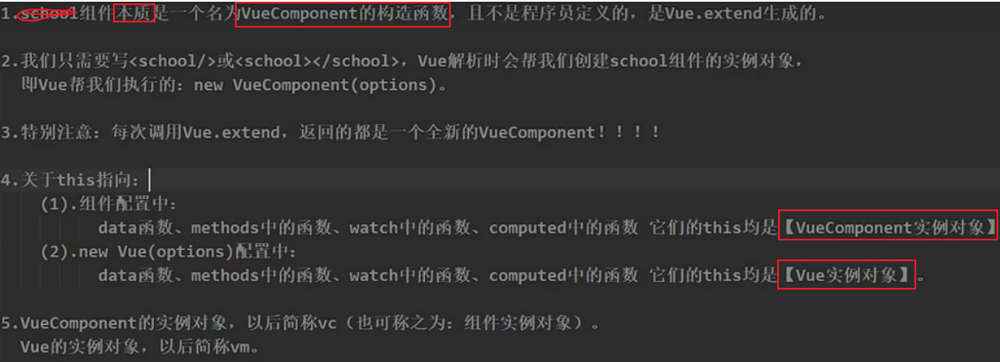 1.school组件本质是一个名为VueComponent的构造函数，且不是程序员定义的，是Vue.extend生成的。
2.我们只需要写<school/>或<school></school>，Vue解析时会帮我们创建school组件的实例对象，
即Vue帮我们执行的：new VueComponent(options)。
3.特别注意：每次调用Vue.extend，返回的都是一个全新的VueComponent！！！！
4.关于this指向：
(1).组件配置中：
data函数、methods中的函数、watch中的函数、computed中的函数 它们的this均是【VueComponent实例对象】
(2).new Vue(options)配置中：
data函数、methods中的函数、watch中的函数、computed中的函数 它们的this均是【Vue实例对象】。
5.VueComponent的实例对象，以后简称vc（也可称之为：组件实例对象）。
Vue的实例对象，以后简称vm。